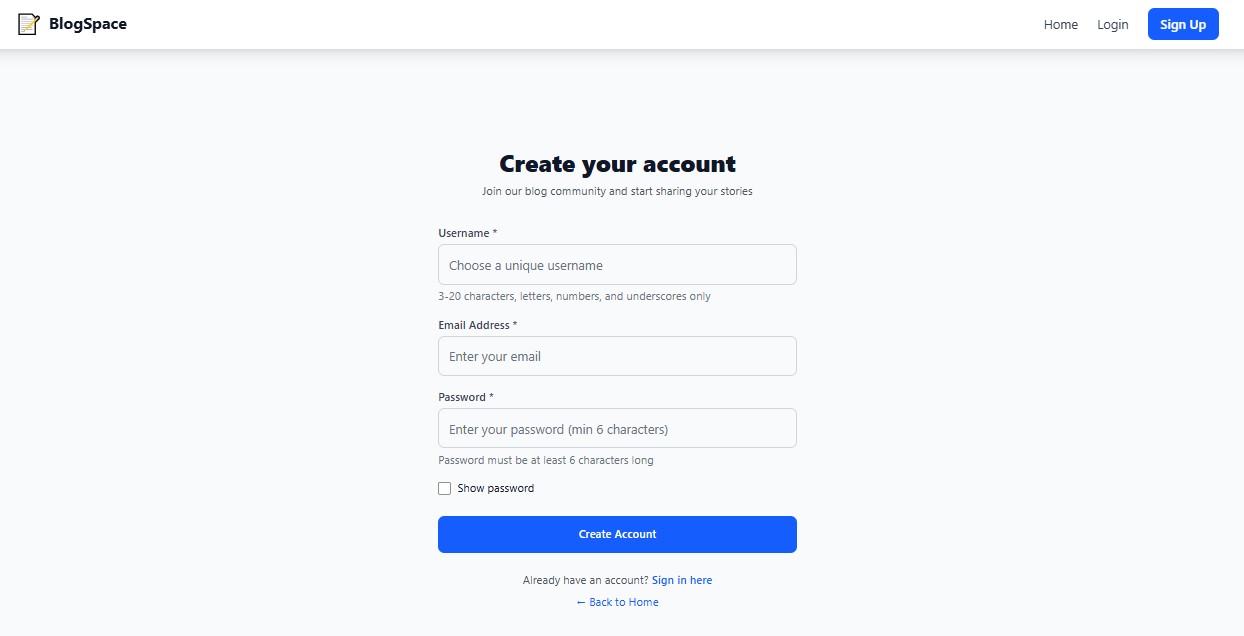 BlogSpace
Home Login Sign Up
Create your account
Join our blog community and start sharing your stories
Username *
Choose a unique username
3-20 characters, letters, numbers, and underscores only
Email Address *
Enter your email
Password *
Enter your password (min 6 characters)
Password must be at least 6 characters long
Show password
Create Account
Already have an account? Sign in here
← Back to Home